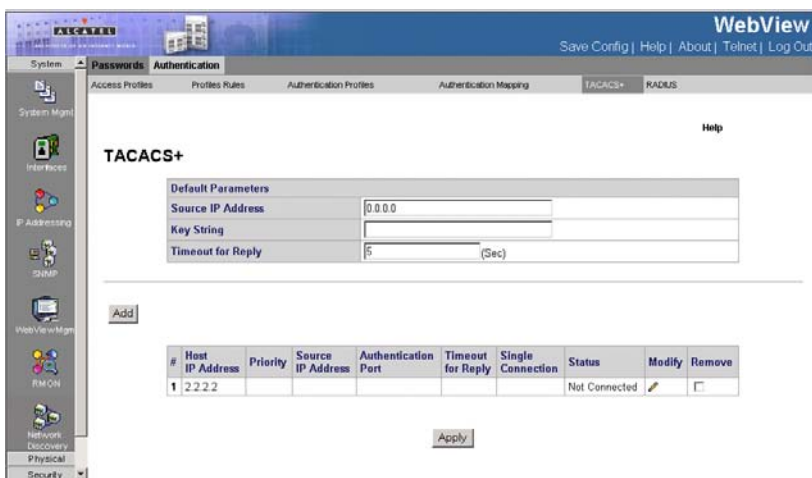 ALCATEL
WebView
Save Config | Help | About | Telnet | Log Out
System
Passwords Authentication
Access Profiles Profiles Rules Authentication Profiles Authentication Mapping TACACS+ RADIUS
System Mgmt
Help
TACACS+
Interfaces
Default Parameters
Source IP Address 0.0.0.0
Key String
Timeout for Reply 5 (Sec)
IP Addressing
SNMP
Add
WebViewMgm
# Host IP Address Priority Source IP Address Authentication Port Timeout for Reply Single Connection Status Modify Remove
1 2.2.2.2 Not Connected
RMON
Network Discovery
Apply
Physical
Security